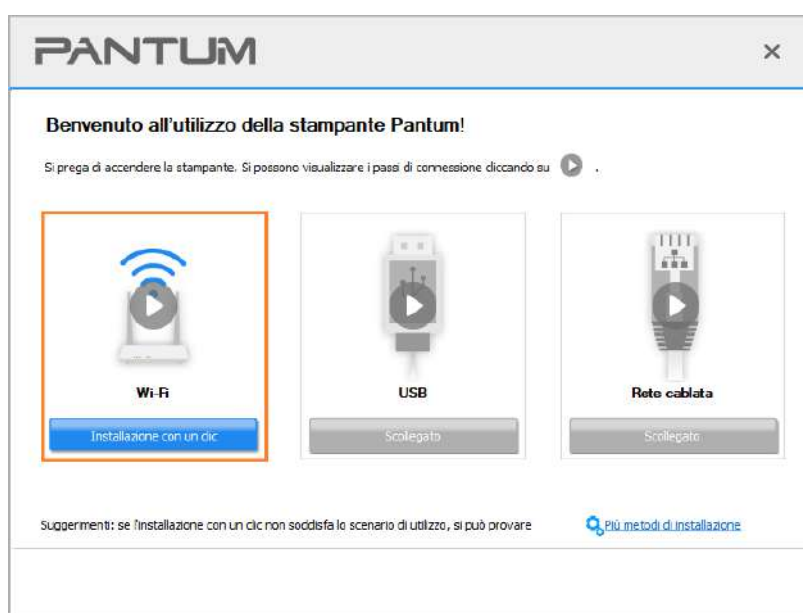 PANTUM
Benvenuto all'utilizzo della stampante Pantum!
Si prega di accendere la stampante. Si possono visualizzare i passi di connessione cliccando su .
Wi-Fi
Installazione con un clic
USB
Scollegato
Rete cablata
Scollegato
Suggerimenti: se l'installazione con un clic non soddisfa lo scenario di utilizzo, si può provare
Più metodi di installazione